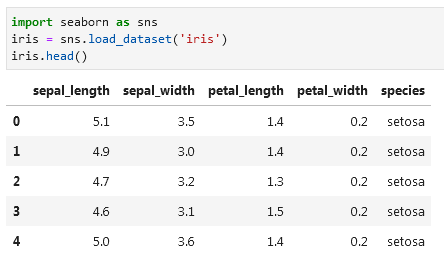 import seaborn as sns
iris = sns.load_dataset('iris')
iris.head()
sepal_length sepal_width petal_length petal_width species
0 5.1 3.5 1.4 0.2 setosa
1 4.9 3.0 1.4 0.2 setosa
2 4.7 3.2 1.3 0.2 setosa
3 4.6 3.1 1.5 0.2 setosa
4 5.0 3.6 1.4 0.2 setosa